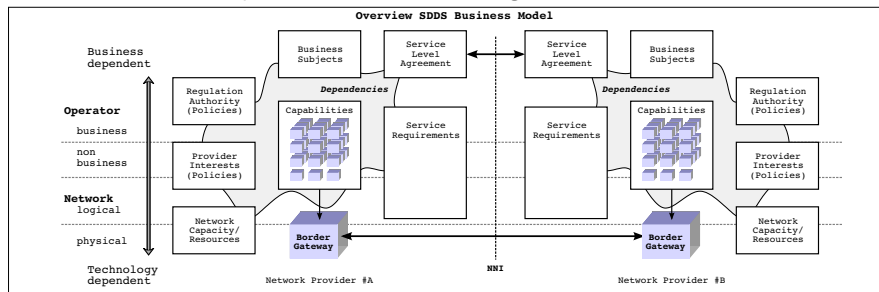 Overview SDDS Business Model
Business
dependent
Operator
business
non
business
Network
logical
physical
Technology
dependent
Business
Subjects
Service
Level
Agreement
Dependencies
Regulation
Authority
(Policies)
Capabilities
Service
Requirements
Provider
Interests
(Policies)
Network
Capacity/
Resources
Border
Gateway
Network Provider #A
NNI
Service
Level
Agreement
Business
Subjects
Dependencies
Service
Requirements
Capabilities
Regulation
Authority
(Policies)
Provider
Interests
(Policies)
Network
Capacity/
Resources
Border
Gateway
Network Provider #B